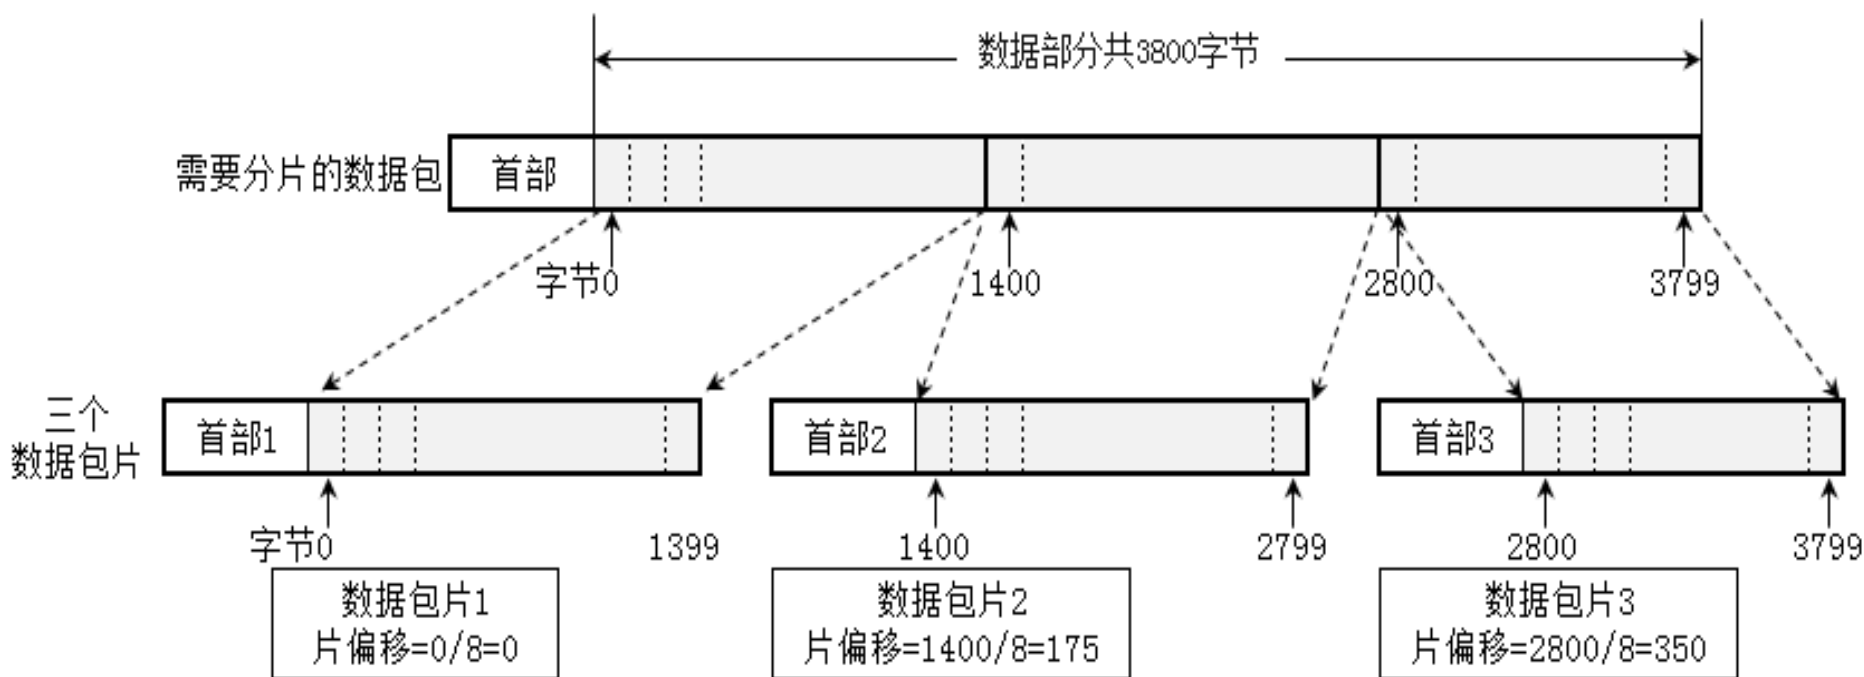 数据部分共3800字节
需要分片的数据包
首部
字节0
1400
2800
3799
三个
数据包片
首部1
首部2
首部3
字节0
1399
1400
2799
2800
3799
数据包片1
片偏移=0/8=0
数据包片2
片偏移=1400/8=175
数据包片3
片偏移=2800/8=350